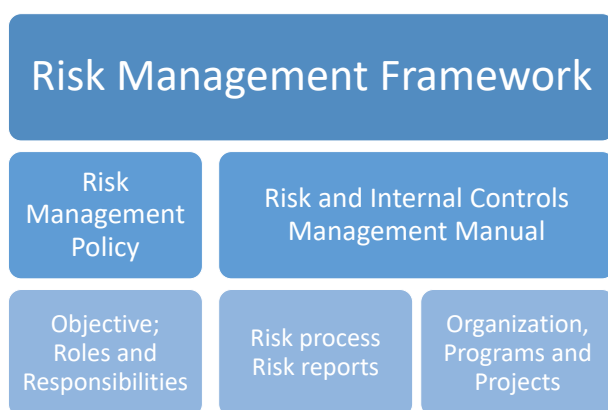 Risk Management Framework
Risk
Management
Policy
Risk and Internal Controls
Management Manual
Objective;
Roles and
Responsibilities
Risk process
Risk reports
Organization,
Programs and
Projects